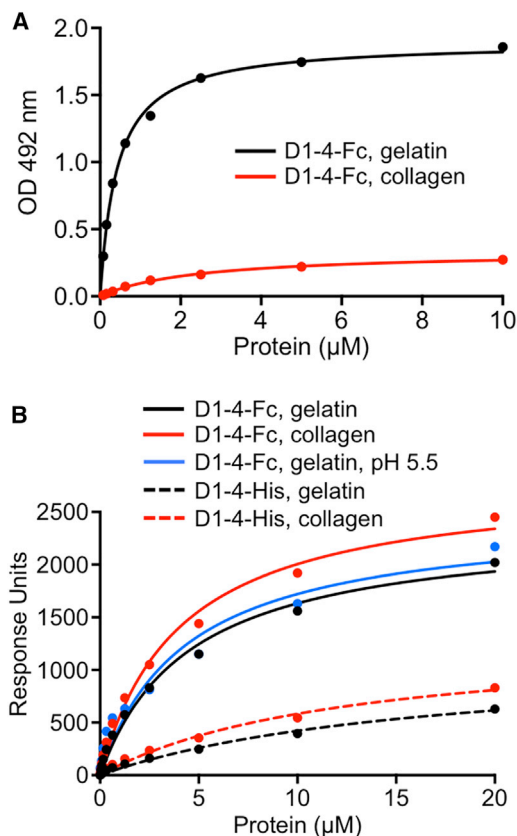 A
2.0
1.5
1.0
0.5
0.0
OD 492 nm
D1-4-Fc, gelatin
D1-4-Fc, collagen
0 2 4 6 8 10
Protein (µM)
B
D1-4-Fc, gelatin
D1-4-Fc, collagen
D1-4-Fc, gelatin, pH 5.5
D1-4-His, gelatin
D1-4-His, collagen
2500
2000
1500
1000
500
0
Response Units
0 5 10 15 20
Protein (µM)